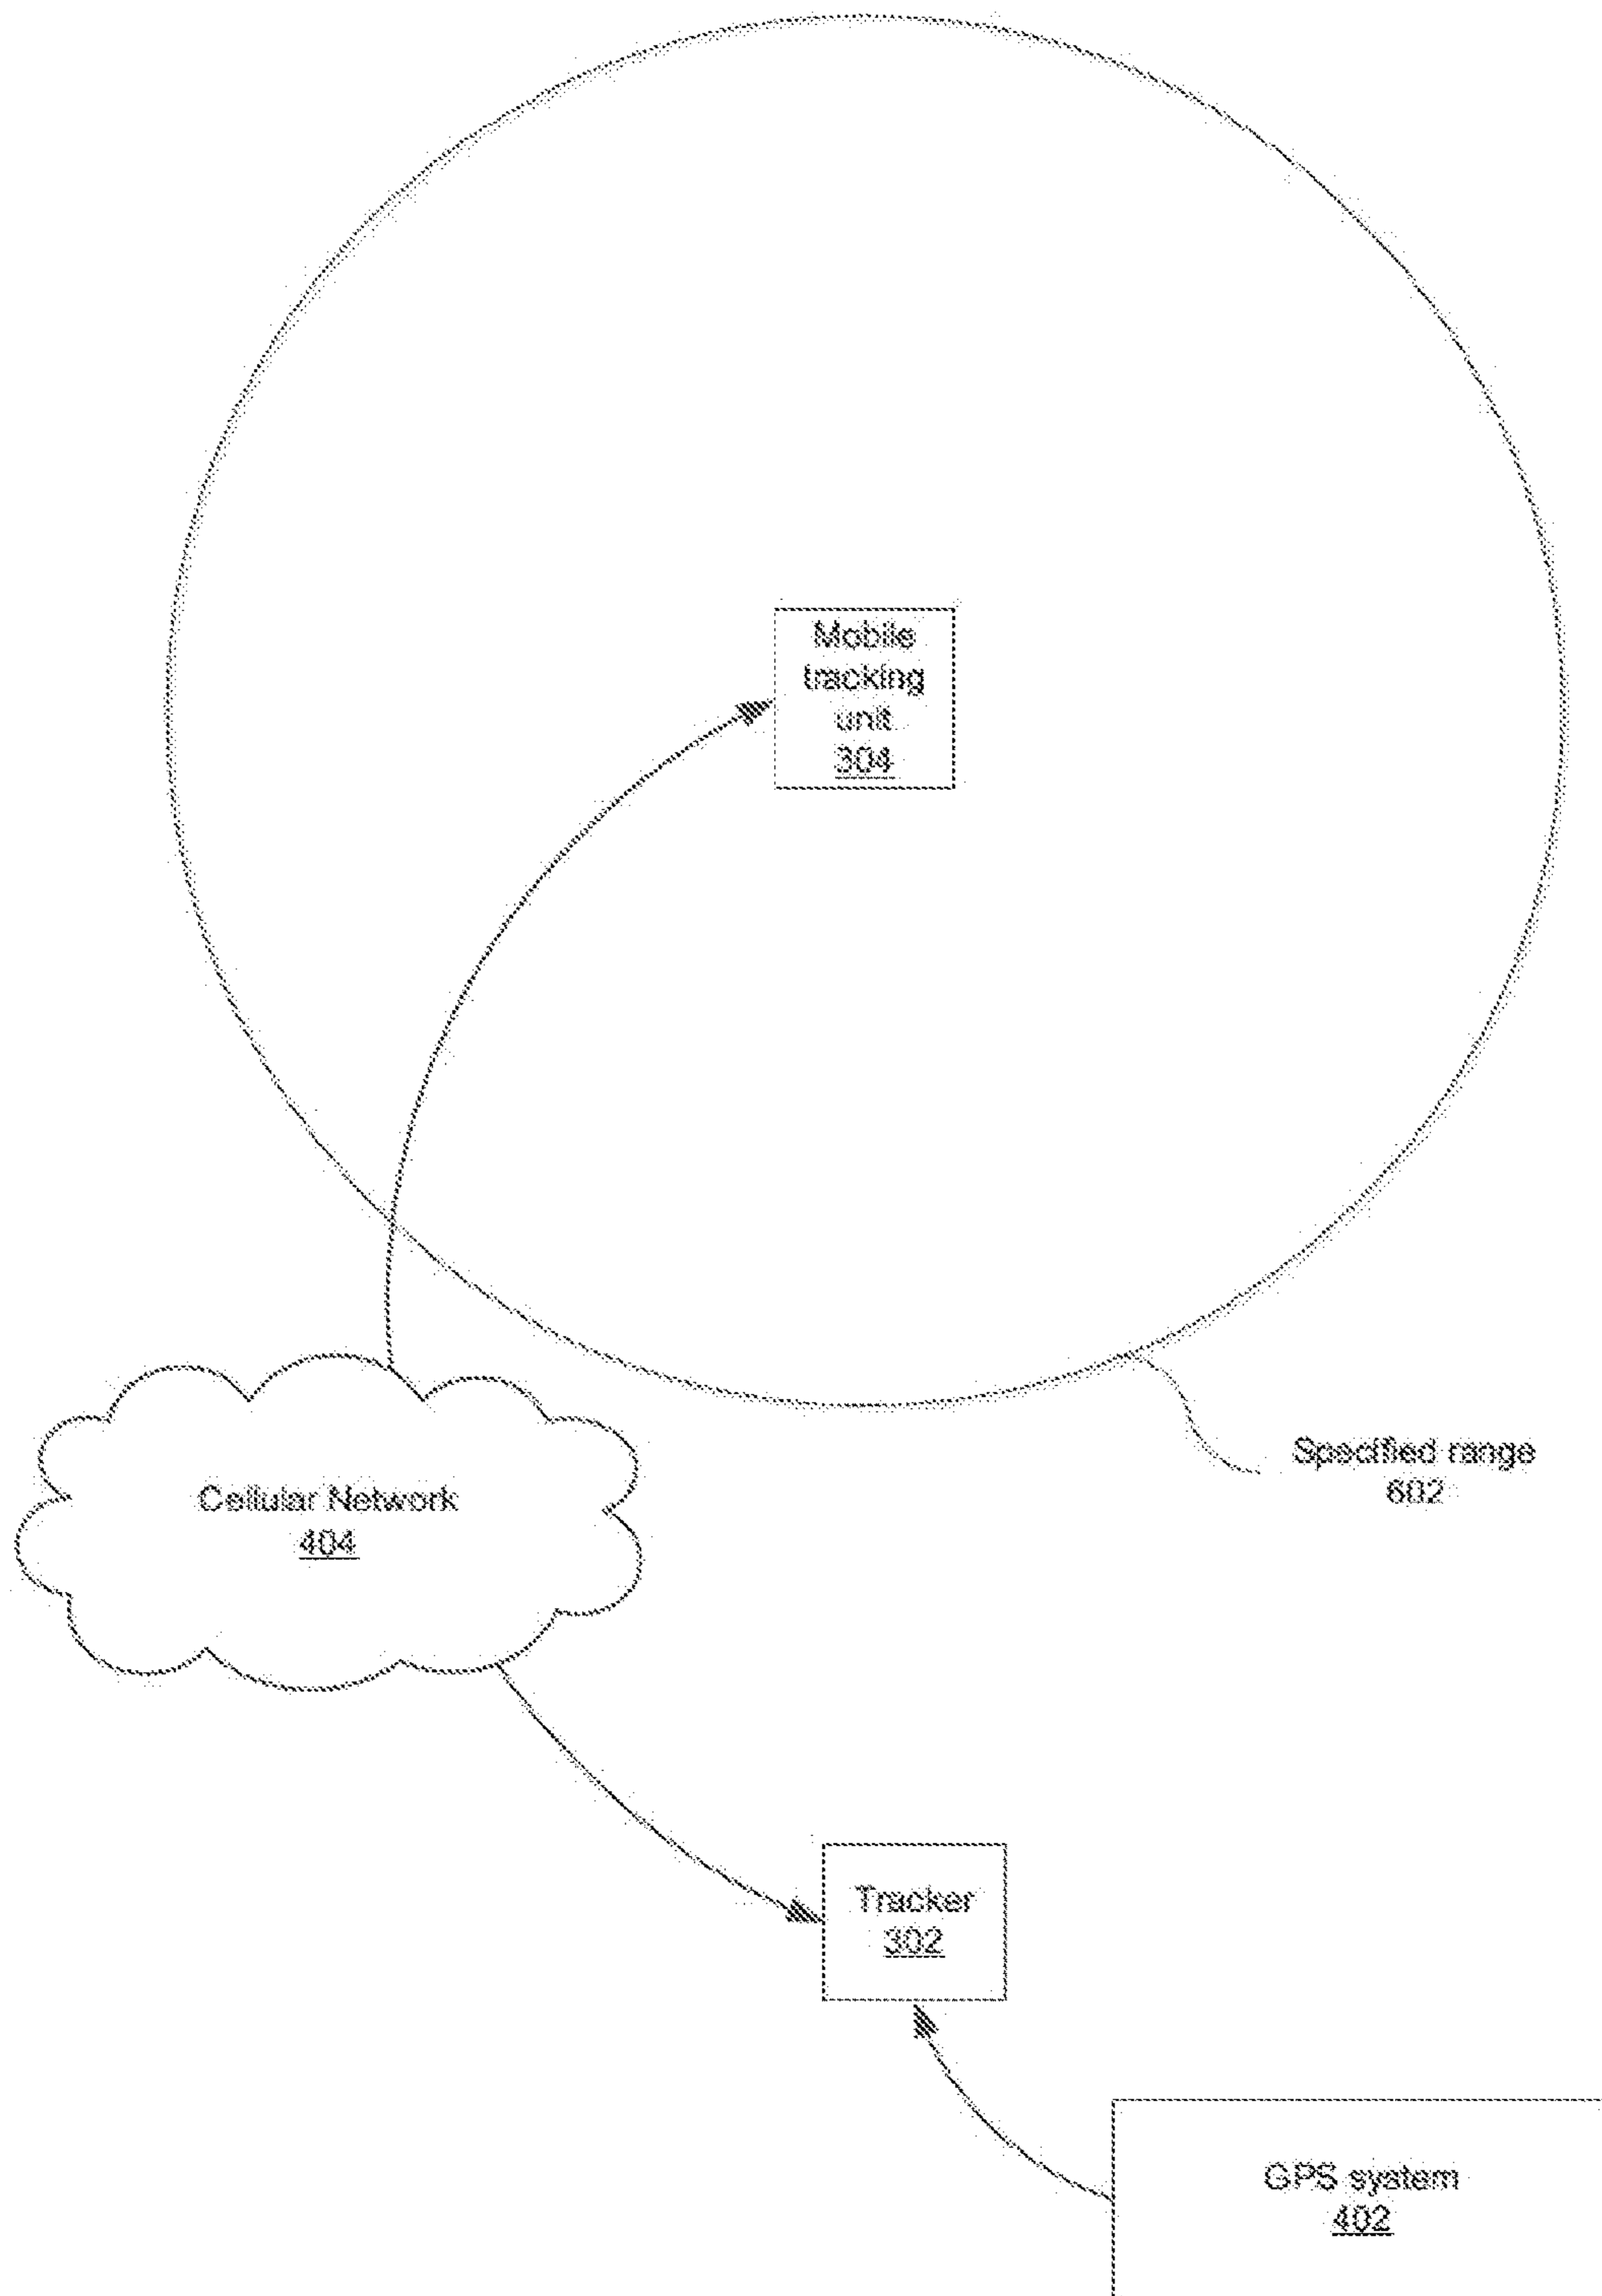 Mobile
tracking
unit
304
Specified range
602
Cellular Network
404
Tracker
302
GPS system
402